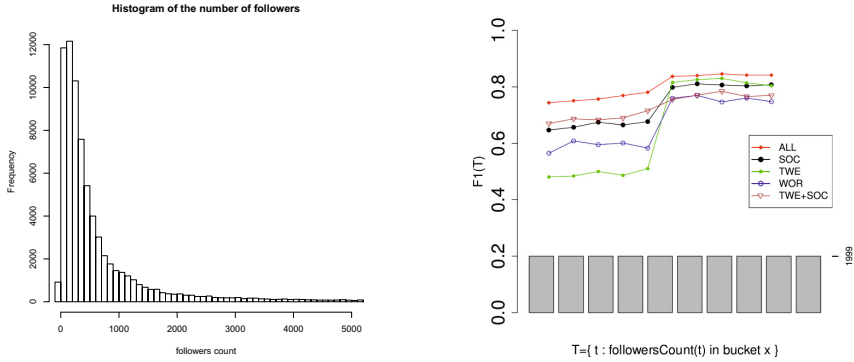 Histogram of the number of followers
Frequency
0
2000
4000
6000
8000
10000
12000
0
1000
2000
3000
4000
5000
followers count
F1(T)
0.0
0.2
0.4
0.6
0.8
1.0
ALL
SOC
TWE
WOR
TWE+SOC
1999
T={ t : followersCount(t) in bucket x }